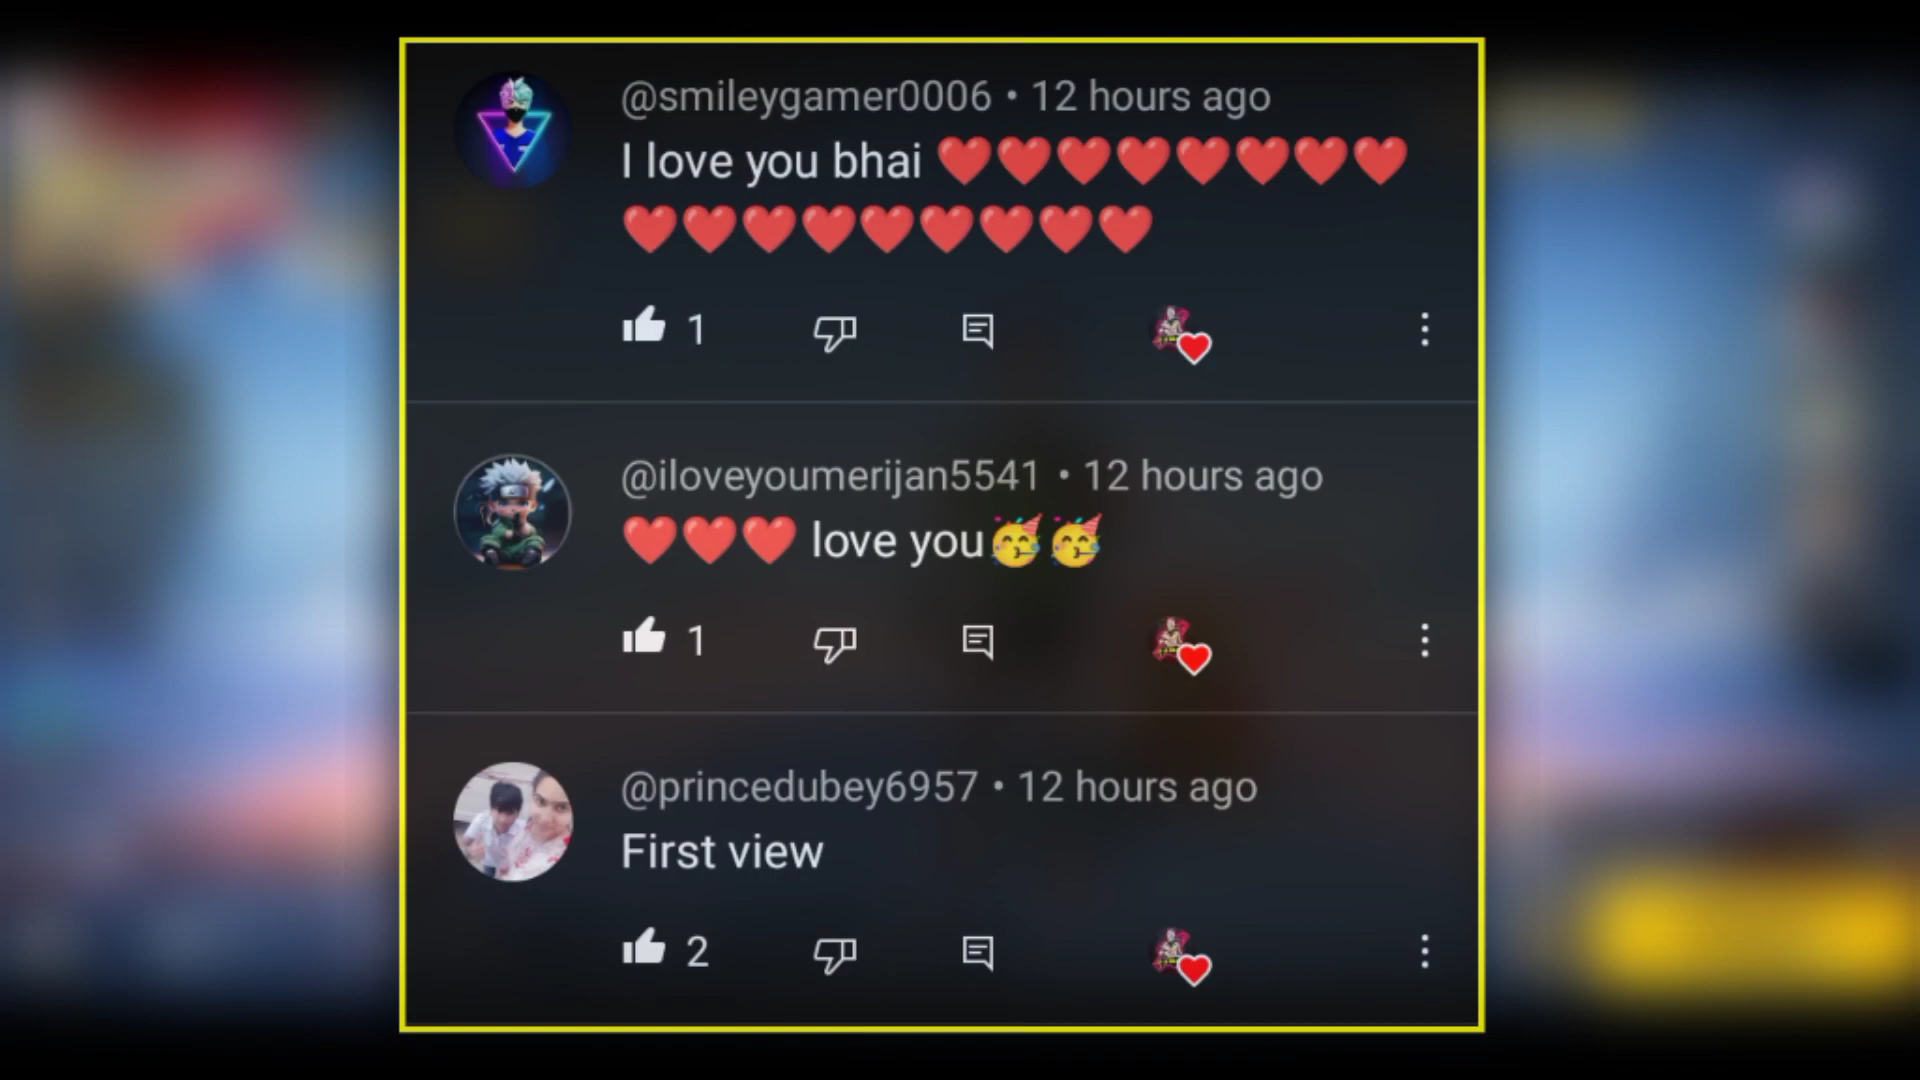 @smileygamer0006 • 12 hours ago
I love you bhai ❤️❤️❤️❤️❤️❤️❤️❤️
❤️❤️❤️❤️❤️❤️❤️❤️❤️
1
@iloveyoumerijan5541 • 12 hours ago
❤️❤️❤️ love you🥳🥳
1
@princedubey6957 • 12 hours ago
First view
2